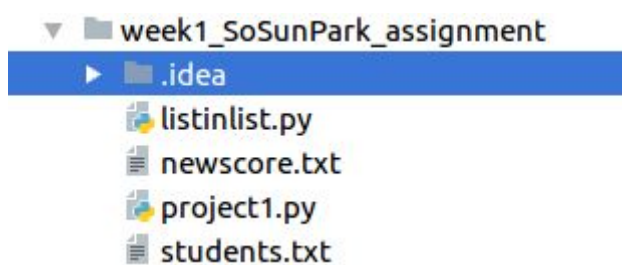 week1_SoSunPark_assignment
.idea
listinlist.py
newscore.txt
project1.py
students.txt